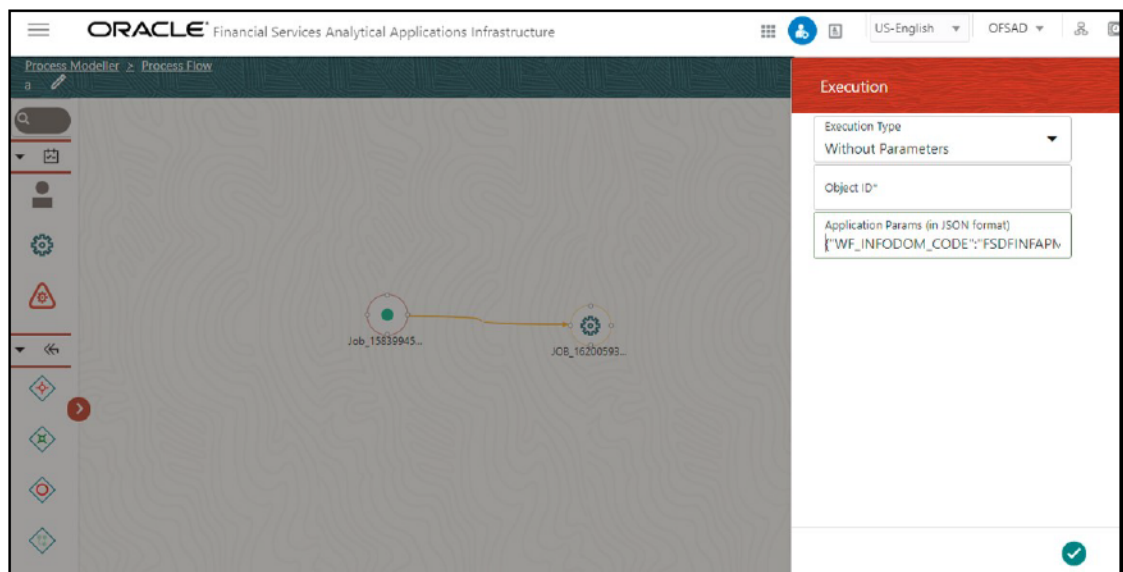 ORACLE® Financial Services Analytical Applications Infrastructure
US-English
OFSAD
Process Modeller > Process Flow
a
Execution
Execution Type
Without Parameters
Object ID*
Application Params (in JSON format)
{"WF_INFODOM_CODE":"FSDFINFAPM
Job_15839945...
JOB_16200593...